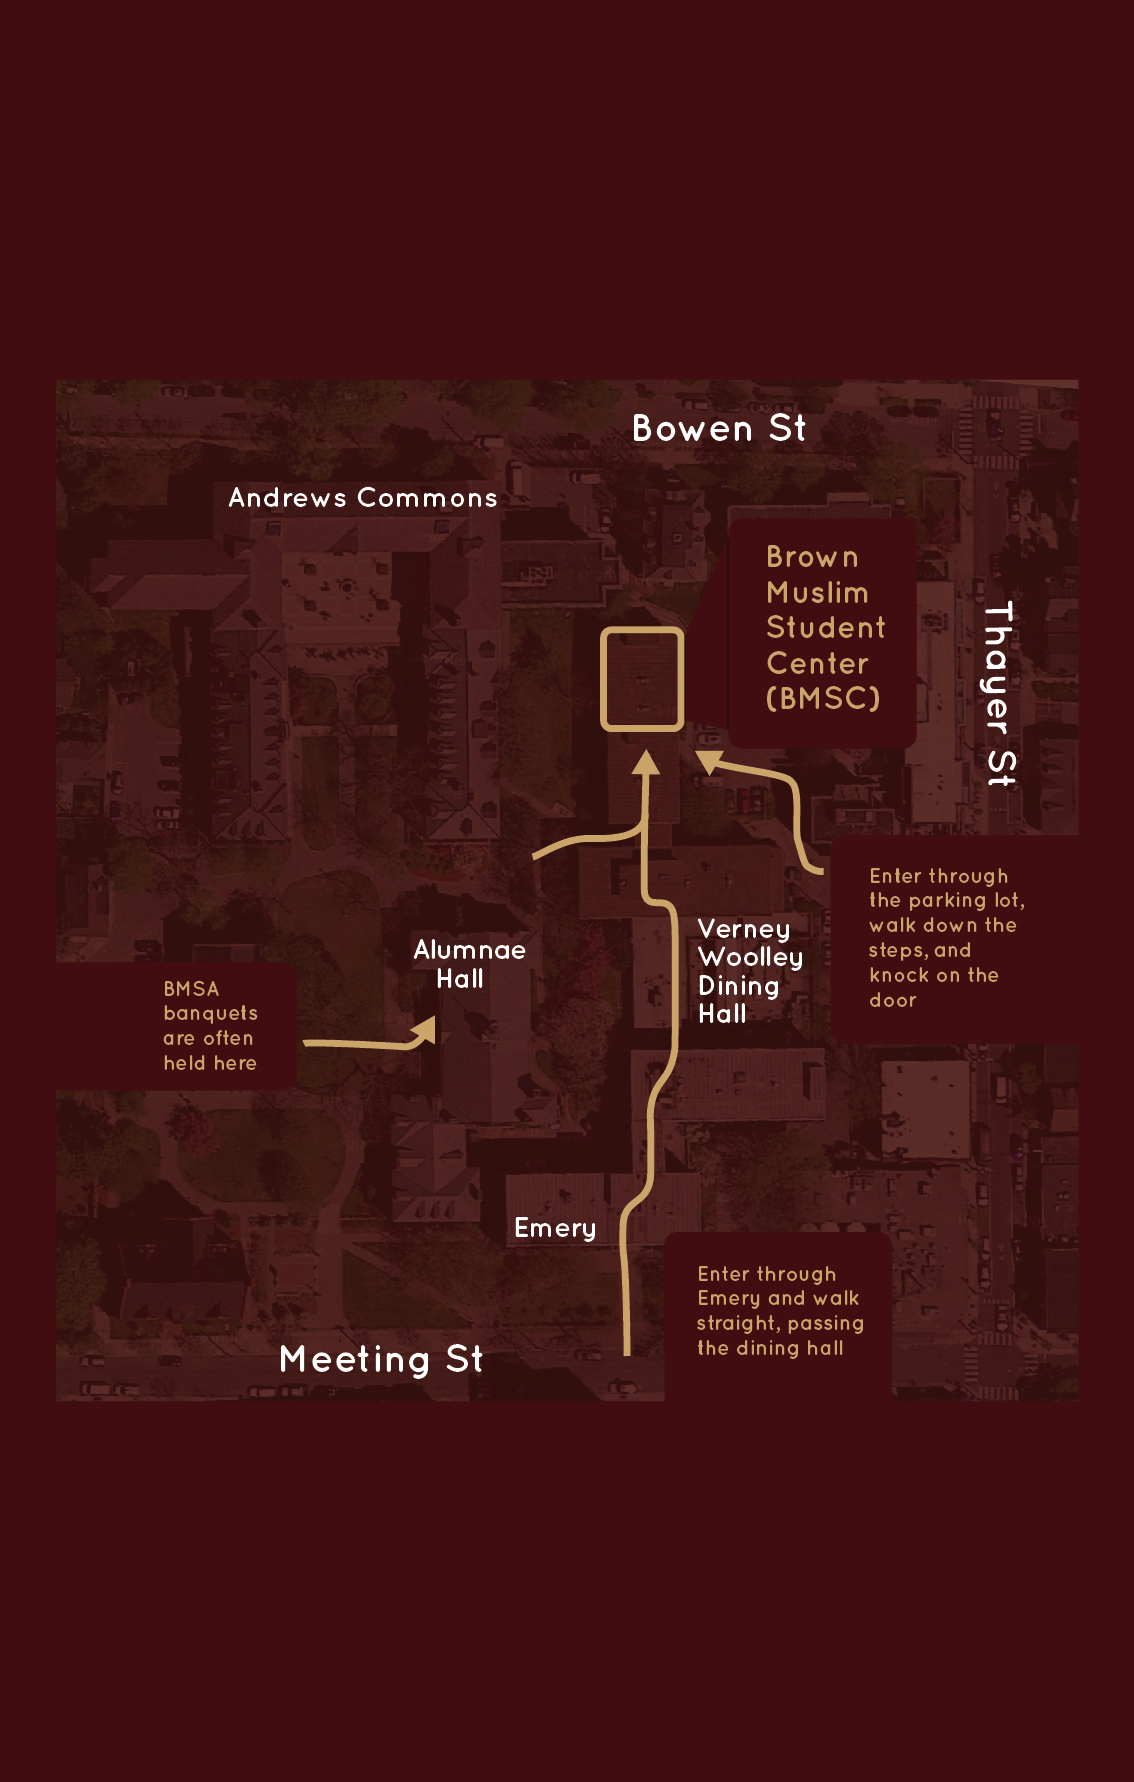 Bowen St
Andrews Commons
Brown
Muslim
Student
Center
(BMSC)
Thayer St
Enter through
the parking lot,
walk down the
steps, and
knock on the
door
Verney
Woolley
Dining
Hall
Alumnae
Hall
BMSA
banquets
are often
held here
Emery
Enter through
Emery and walk
straight, passing
the dining hall
Meeting St